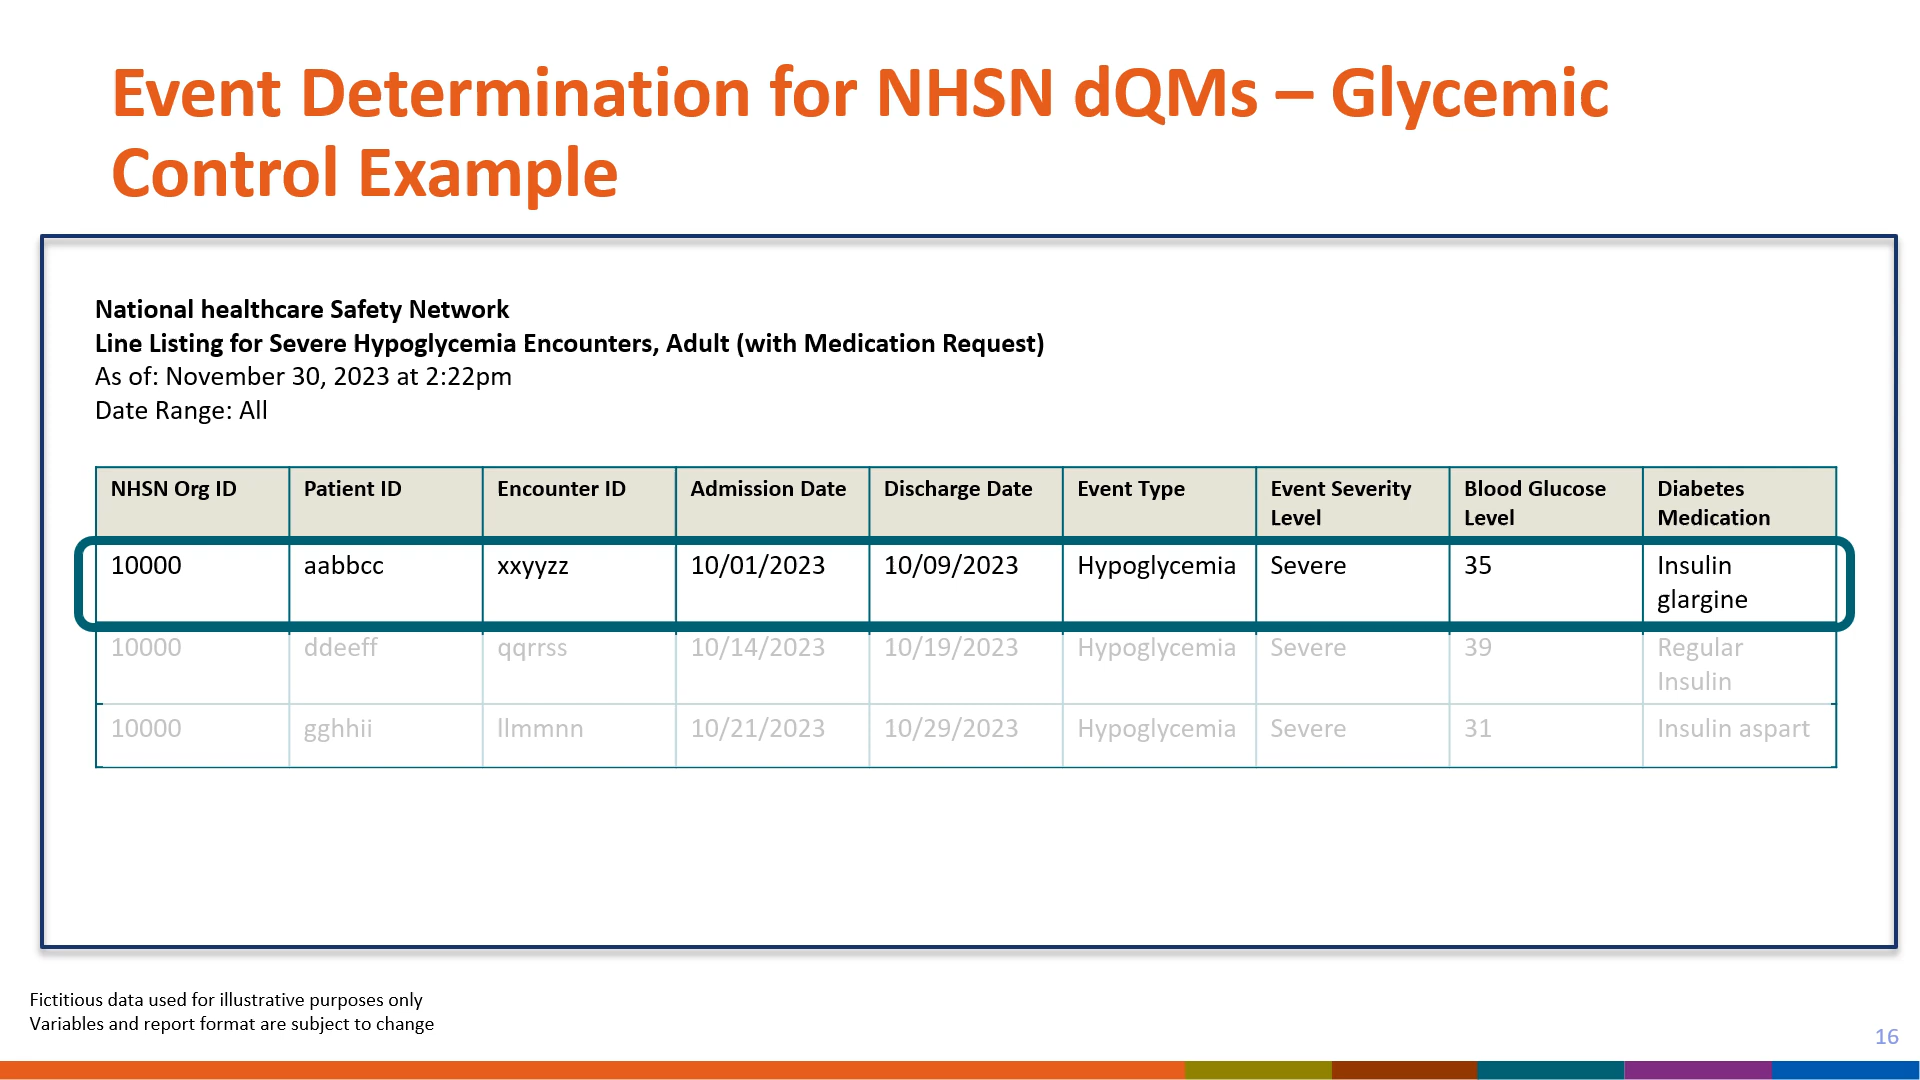 Event Determination for NHSN dQMs – Glycemic
Control Example
National healthcare Safety Network
Line Listing for Severe Hypoglycemia Encounters, Adult (with Medication Request)
As of: November 30, 2023 at 2:22pm
Date Range: All
NHSN Org ID Patient ID Encounter ID Admission Date Discharge Date Event Type Event Severity Level Blood Glucose Level Diabetes Medication
10000 aabbcc xxyyzz 10/01/2023 10/09/2023 Hypoglycemia Severe 35 Insulin glargine
10000 ddeeff qqrrss 10/14/2023 10/19/2023 Hypoglycemia Severe 39 Regular Insulin
10000 gghhii llmmnn 10/21/2023 10/29/2023 Hypoglycemia Severe 31 Insulin aspart
Fictitious data used for illustrative purposes only
Variables and report format are subject to change
16